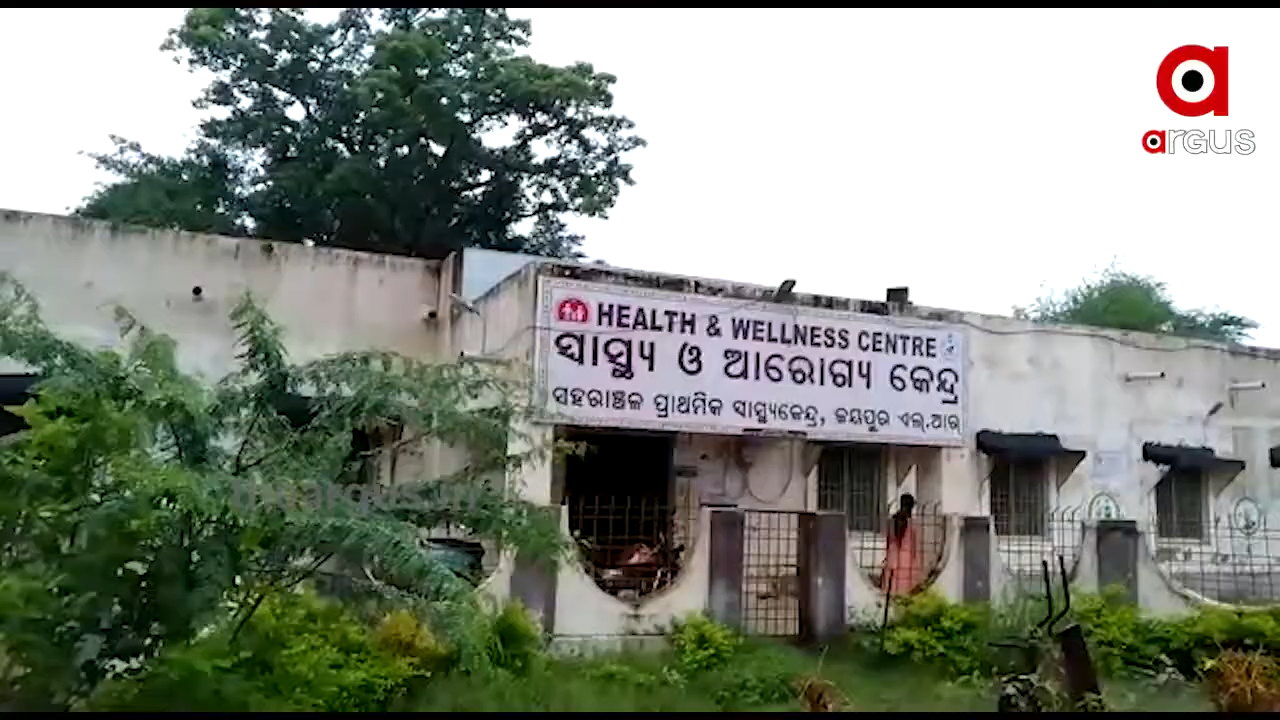 argus
HEALTH & WELLNESS CENTRE
ସ୍ୱାସ୍ଥ୍ୟ ଓ ଆରୋଗ୍ୟ କେନ୍ଦ୍ର
ସହରାଞ୍ଚଳ ପ୍ରାଥମିକ ସ୍ୱାସ୍ଥ୍ୟକେନ୍ଦ୍ର, ଜୟପୁର ଏଲ୍.ଆର୍